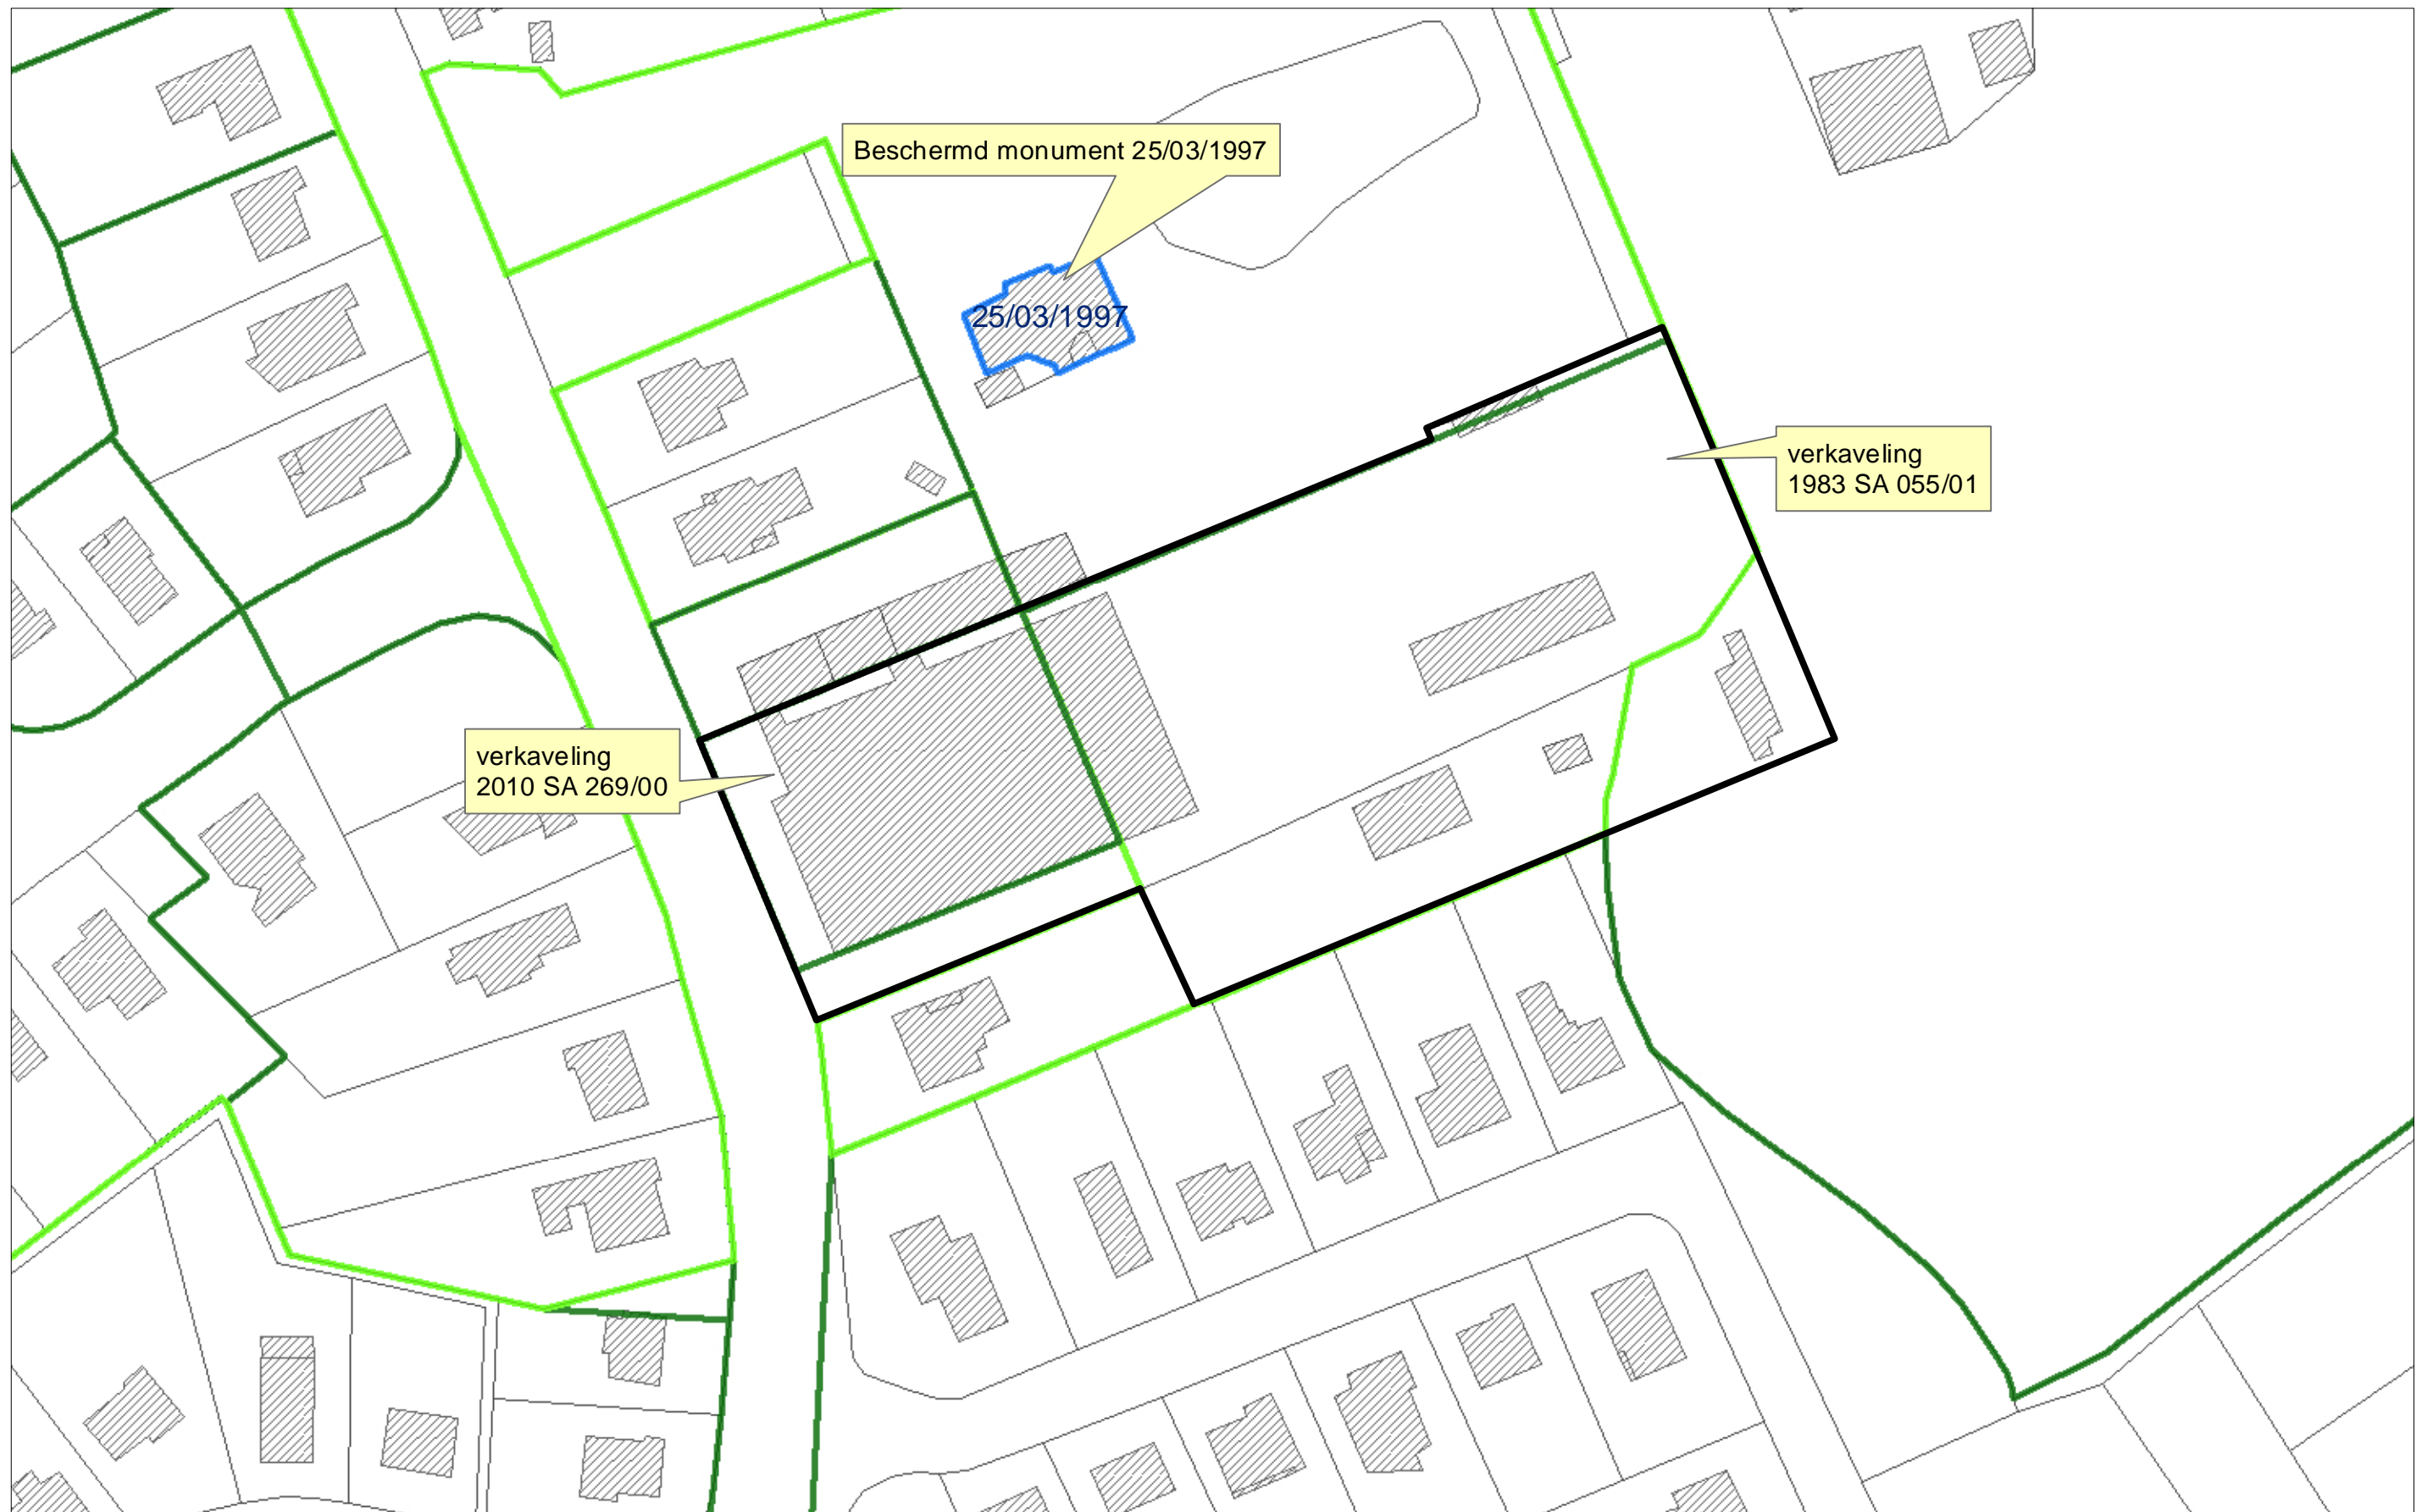 Beschermd monument 25/03/1997
25/03/1997
verkaveling
1983 SA 055/01
verkaveling
2010 SA 269/00